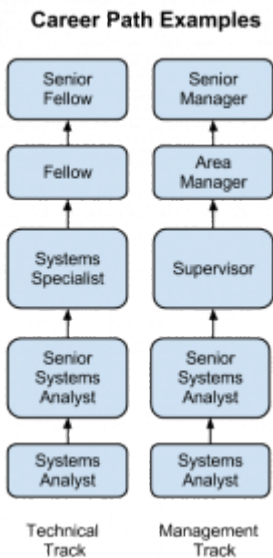 Career Path Examples
Senior
Fellow
Senior
Manager
Fellow
Area
Manager
Systems
Specialist
Supervisor
Senior
Systems
Analyst
Senior
Systems
Analyst
Systems
Analyst
Systems
Analyst
Technical
Track
Management
Track